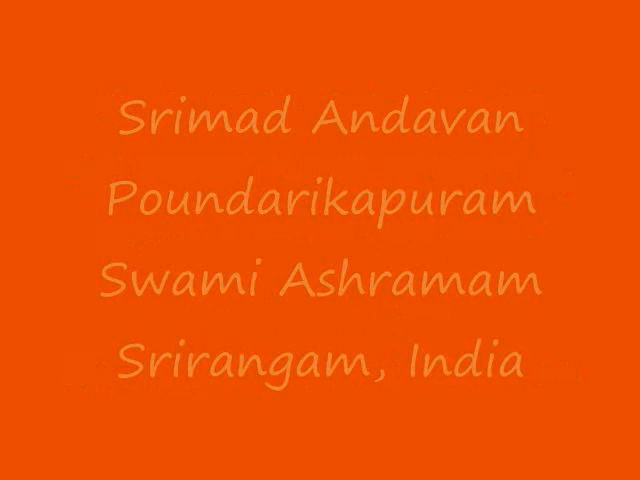 Srimad Andavan
Poundarikapuram
Swami Ashramam
Srirangam, India